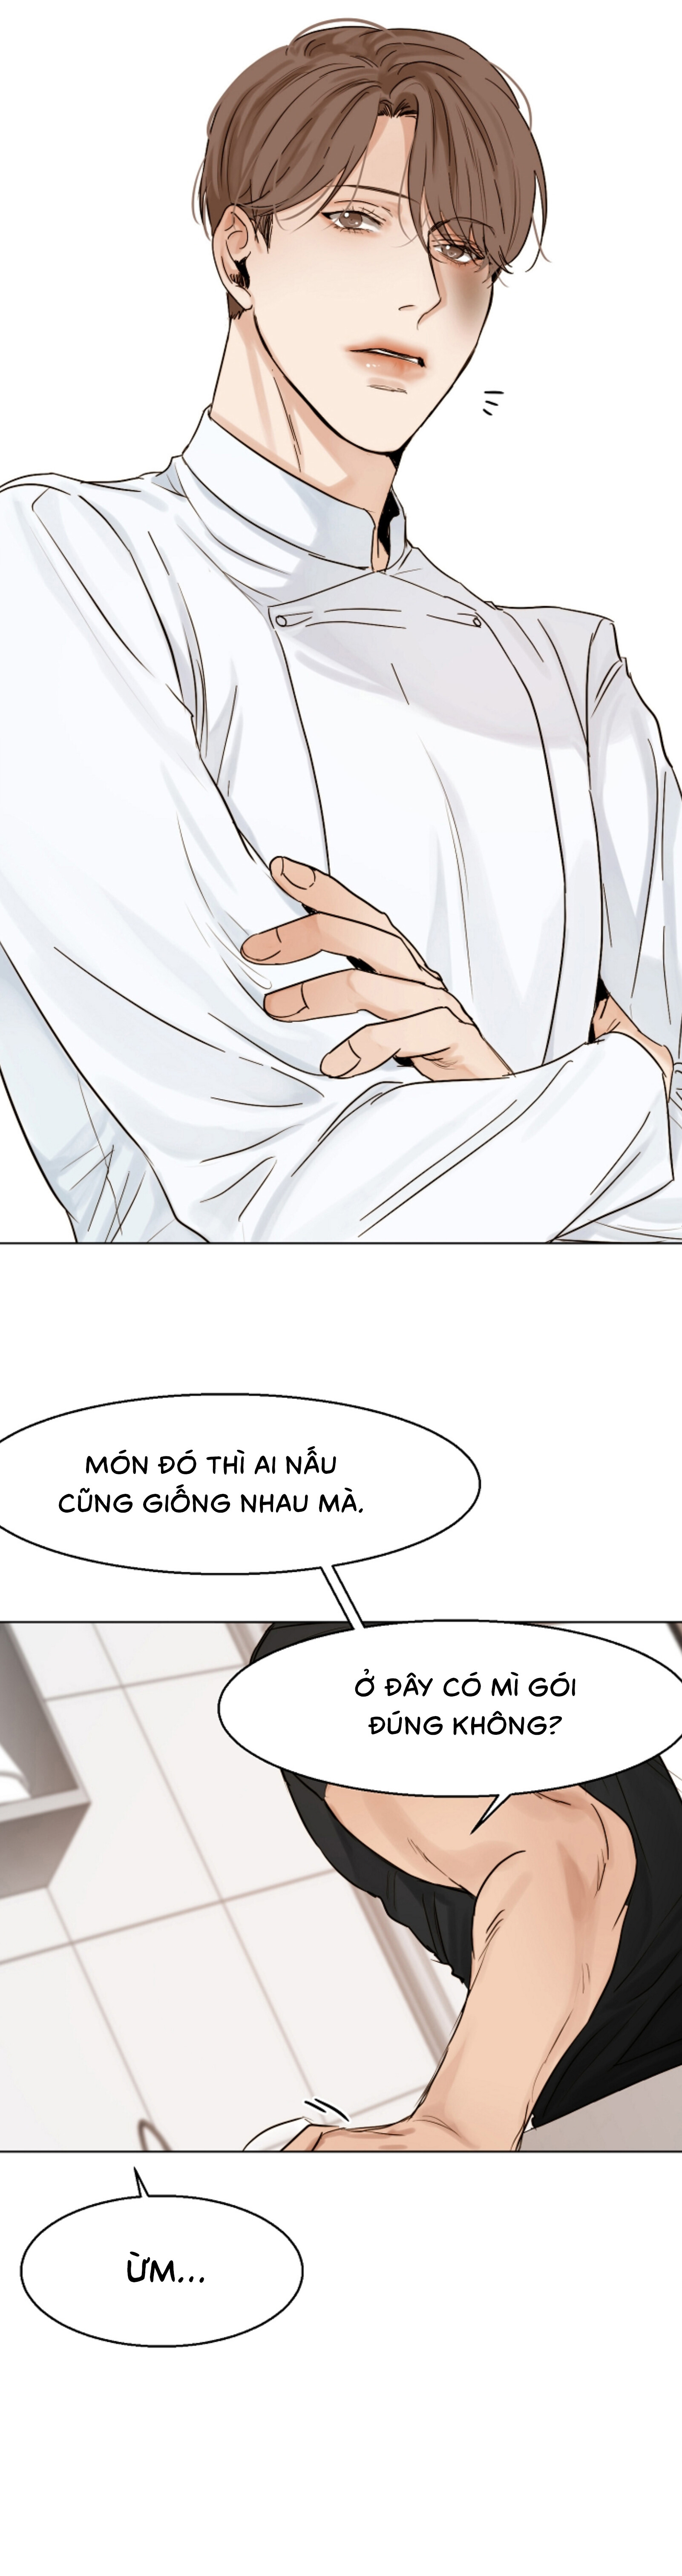 MÓN ĐÓ THÌ AI NẤU
CŨNG GIỐNG NHAU MÀ.
Ở ĐÂY CÓ MÌ GÓI
ĐÚNG KHÔNG?
ỪM...